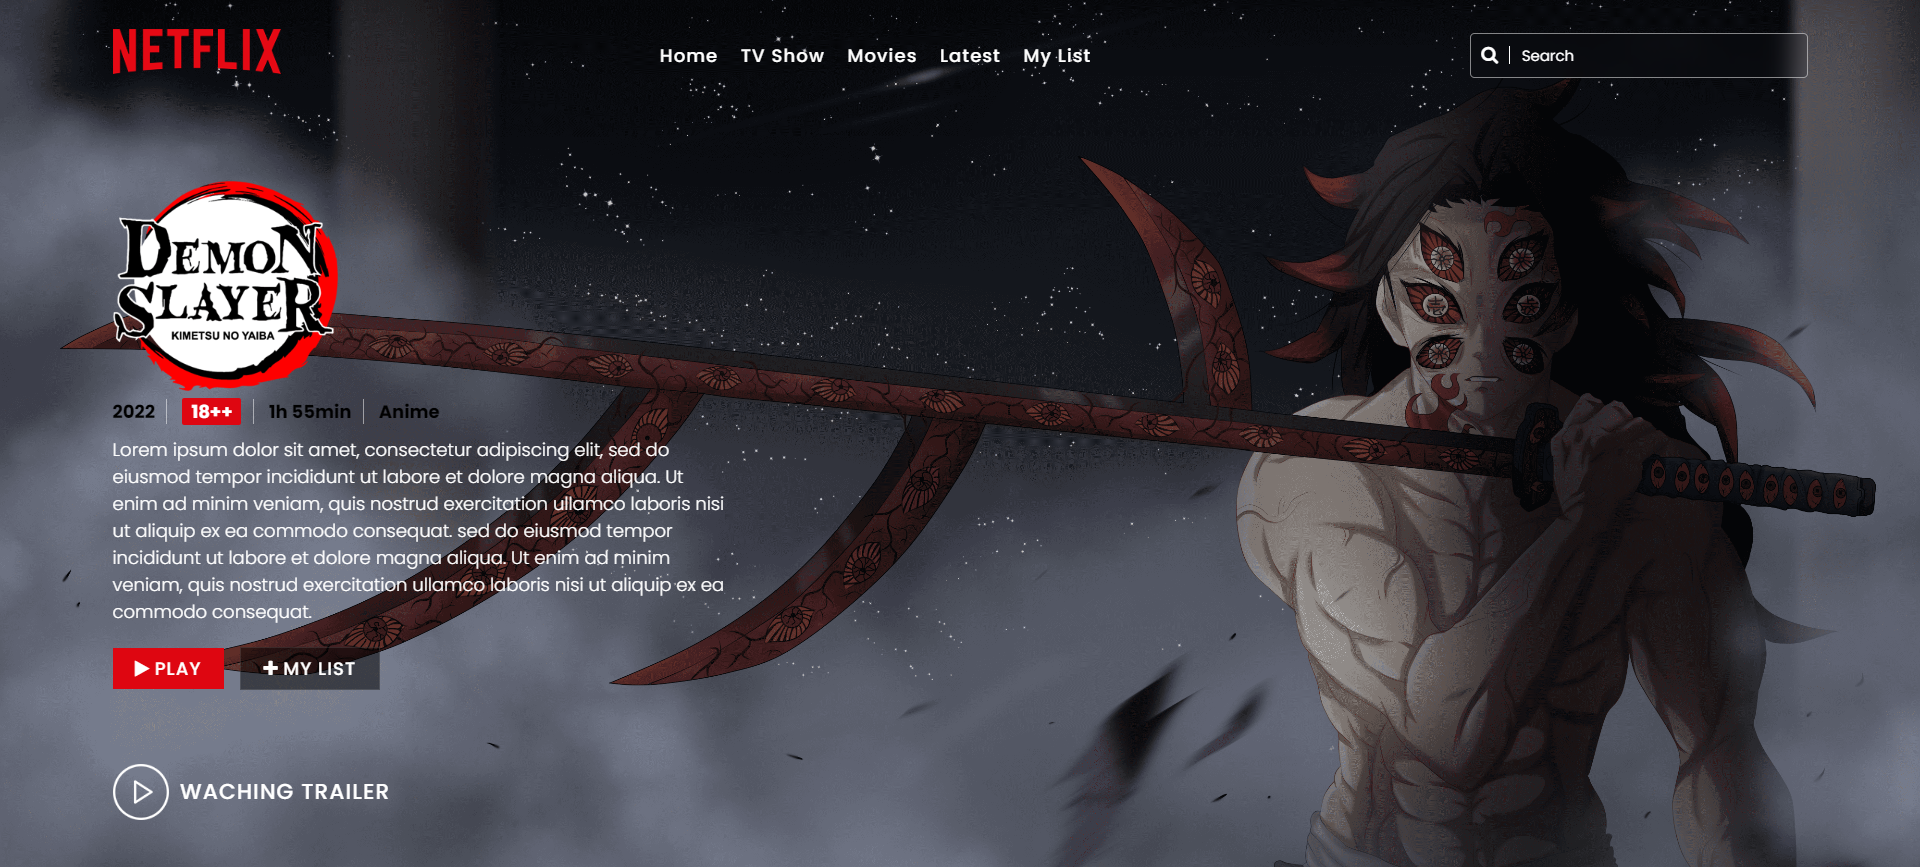 NETFLIX
Home TV Show Movies Latest My List
Search
DEMON
SLAYER
KIMETSU NO YAIBA
2022 18++ 1h 55min Anime
Lorem ipsum dolor sit amet, consectetur adipiscing elit, sed do
eiusmod tempor incididunt ut labore et dolore magna aliqua. Ut
enim ad minim veniam, quis nostrud exercitation ullamco laboris nisi
ut aliquip ex ea commodo consequat. sed do eiusmod tempor
incididunt ut labore et dolore magna aliqua. Ut enim ad minim
veniam, quis nostrud exercitation ullamco laboris nisi ut aliquip ex ea
commodo consequat.
PLAY MY LIST
WACHING TRAILER